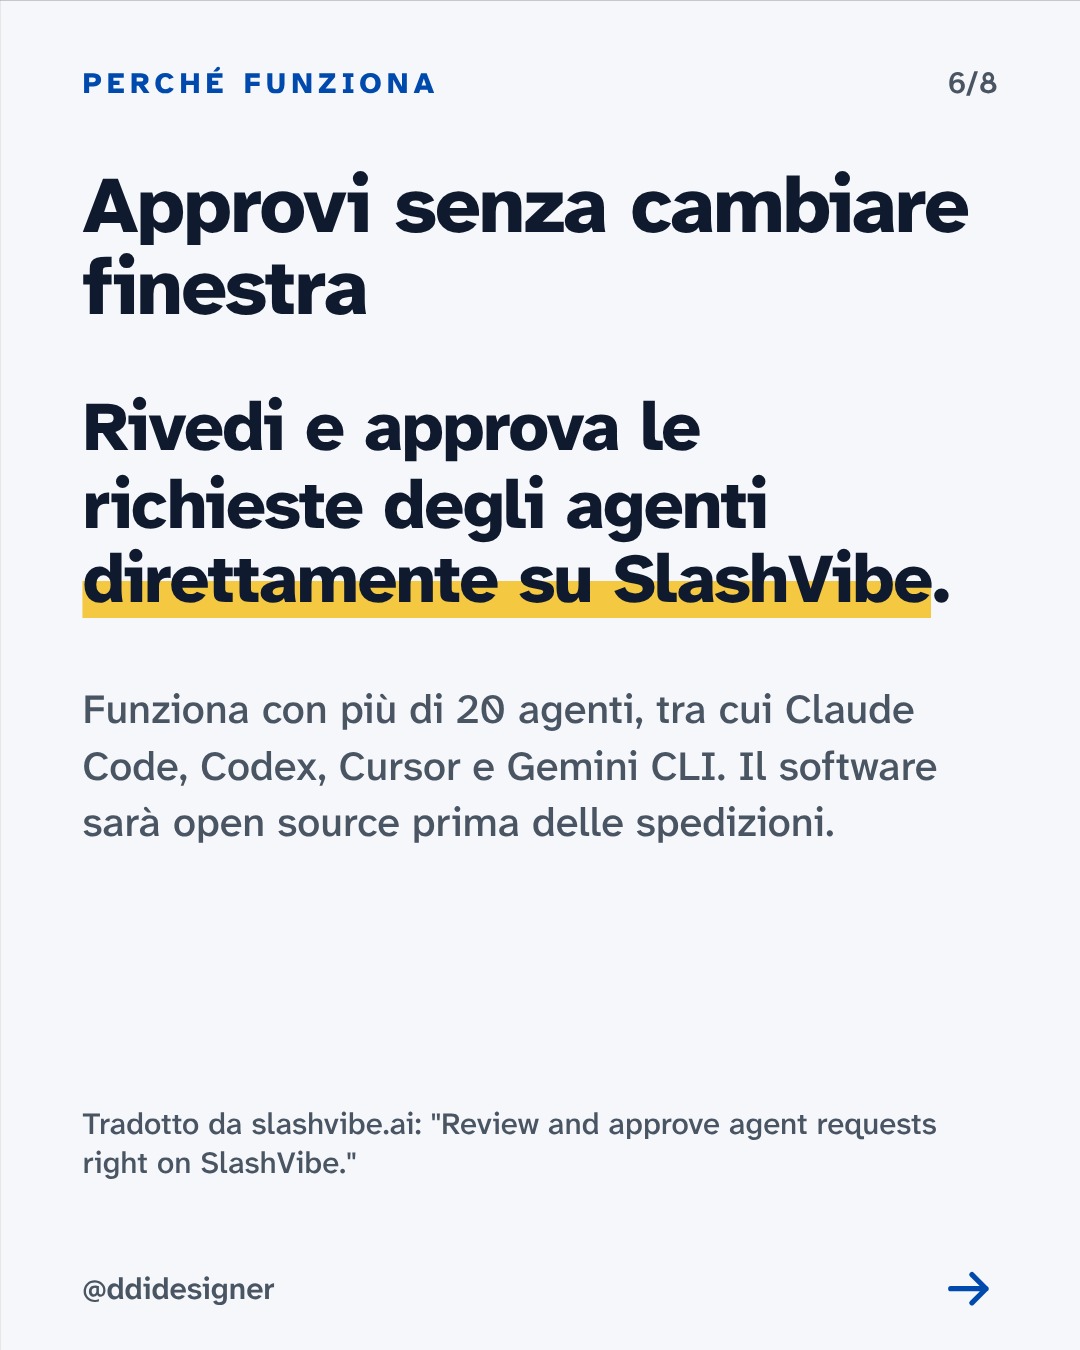 PERCHÉ FUNZIONA
6/8
Approvi senza cambiare
finestra
Rivedi e approva le
richieste degli agenti
direttamente su SlashVibe.
Funziona con più di 20 agenti, tra cui Claude
Code, Codex, Cursor e Gemini CLI. Il software
sarà open source prima delle spedizioni.
Tradotto da slashvibe.ai: "Review and approve agent requests
right on SlashVibe."
@ddidesigner